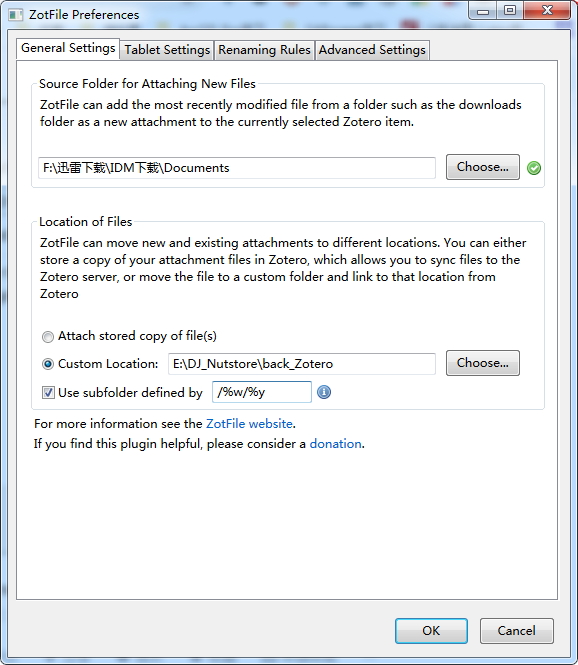 ZotFile Preferences
General Settings Tablet Settings Renaming Rules Advanced Settings
Source Folder for Attaching New Files
ZotFile can add the most recently modified file from a folder such as the downloads
folder as a new attachment to the currently selected Zotero item.
F:\迅雷下载\IDM下载\Documents Choose...
Location of Files
ZotFile can move new and existing attachments to different locations. You can either
store a copy of your attachment files in Zotero, which allows you to sync files to the
Zotero server, or move the file to a custom folder and link to that location from
Zotero
Attach stored copy of file(s)
Custom Location: E:\DJ_Nutstore\back_Zotero Choose...
Use subfolder defined by /%w/%y
For more information see the ZotFile website.
If you find this plugin helpful, please consider a donation.
OK Cancel